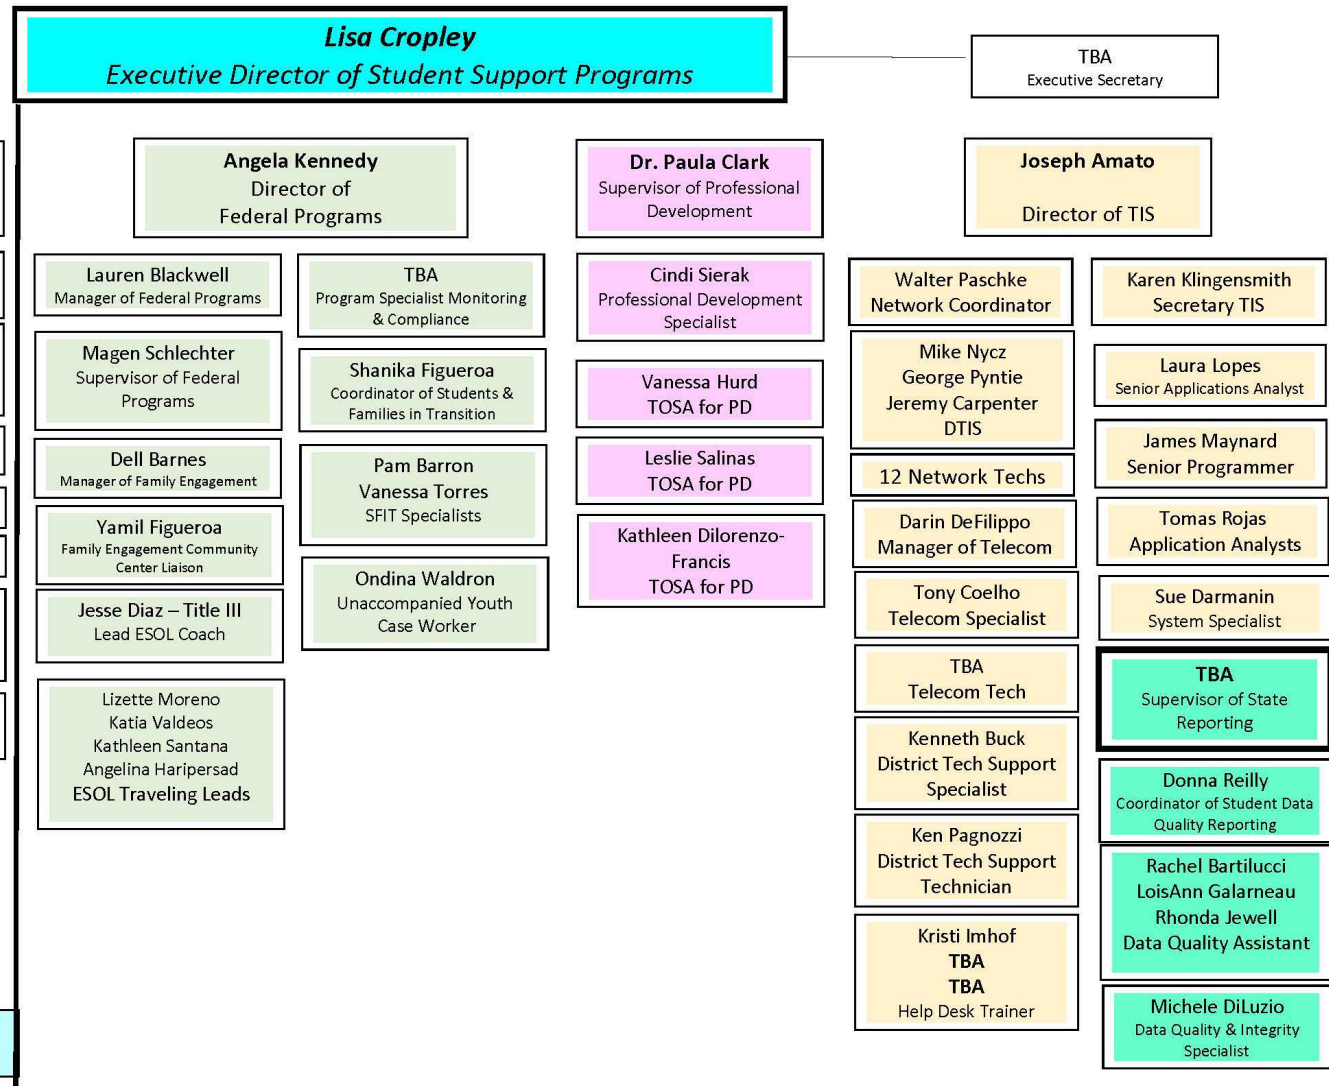 Lisa Cropley
Executive Director of Student Support Programs
TBA
Executive Secretary
Angela Kennedy
Director of
Federal Programs
Lauren Blackwell
Manager of Federal Programs
Magen Schlechter
Supervisor of Federal
Programs
Dell Barnes
Manager of Family Engagement
Yamil Figueroa
Family Engagement Community
Center Liaison
Jesse Diaz – Title III
Lead ESOL Coach
Lizette Moreno
Katia Valdeos
Kathleen Santana
Angelina Haripersad
ESOL Traveling Leads
TBA
Program Specialist Monitoring
& Compliance
Shanika Figueroa
Coordinator of Students &
Families in Transition
Pam Barron
Vanessa Torres
SFIT Specialists
Ondina Waldron
Unaccompanied Youth
Case Worker
Dr. Paula Clark
Supervisor of Professional
Development
Cindi Sierak
Professional Development
Specialist
Vanessa Hurd
TOSA for PD
Leslie Salinas
TOSA for PD
Kathleen Dilorenzo-
Francis
TOSA for PD
Joseph Amato
Director of TIS
Walter Paschke
Network Coordinator
Mike Nycz
George Pyntie
Jeremy Carpenter
DTIS
12 Network Techs
Darin DeFilippo
Manager of Telecom
Tony Coelho
Telecom Specialist
TBA
Telecom Tech
Kenneth Buck
District Tech Support
Specialist
Ken Pagnozzi
District Tech Support
Technician
Kristi Imhof
TBA
TBA
Help Desk Trainer
Karen Klingensmith
Secretary TIS
Laura Lopes
Senior Applications Analyst
James Maynard
Senior Programmer
Tomas Rojas
Application Analysts
Sue Darmanin
System Specialist
TBA
Supervisor of State
Reporting
Donna Reilly
Coordinator of Student Data
Quality Reporting
Rachel Bartilucci
LoisAnn Galarneau
Rhonda Jewell
Data Quality Assistant
Michele DiLuzio
Data Quality & Integrity
Specialist